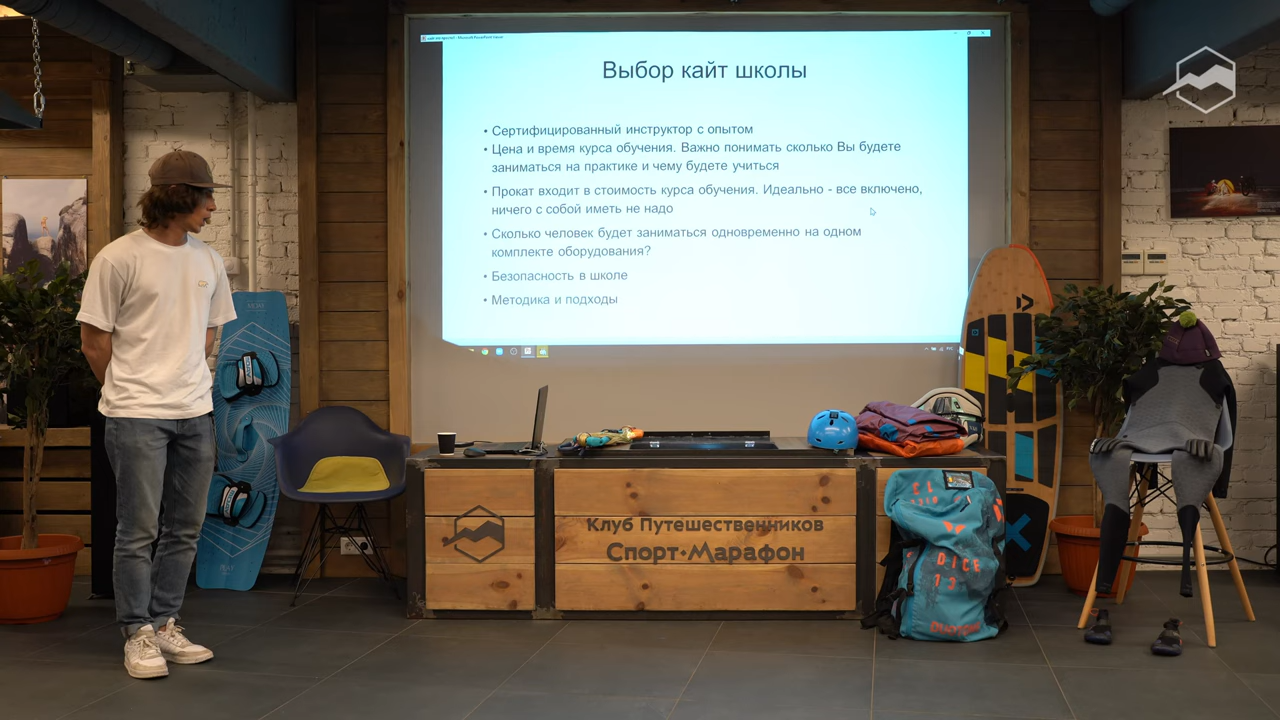 Выбор кайт школы
• Сертифицированный инструктор с опытом
• Цена и время курса обучения. Важно понимать сколько Вы будете
заниматься на практике и чему будете учиться
• Прокат входит в стоимость курса обучения. Идеально - все включено,
ничего с собой иметь не надо
• Сколько человек будет заниматься одновременно на одном
комплекте оборудования?
• Безопасность в школе
• Методика и подходы
Клуб Путешественников
Спорт•Марафон
DICE
13